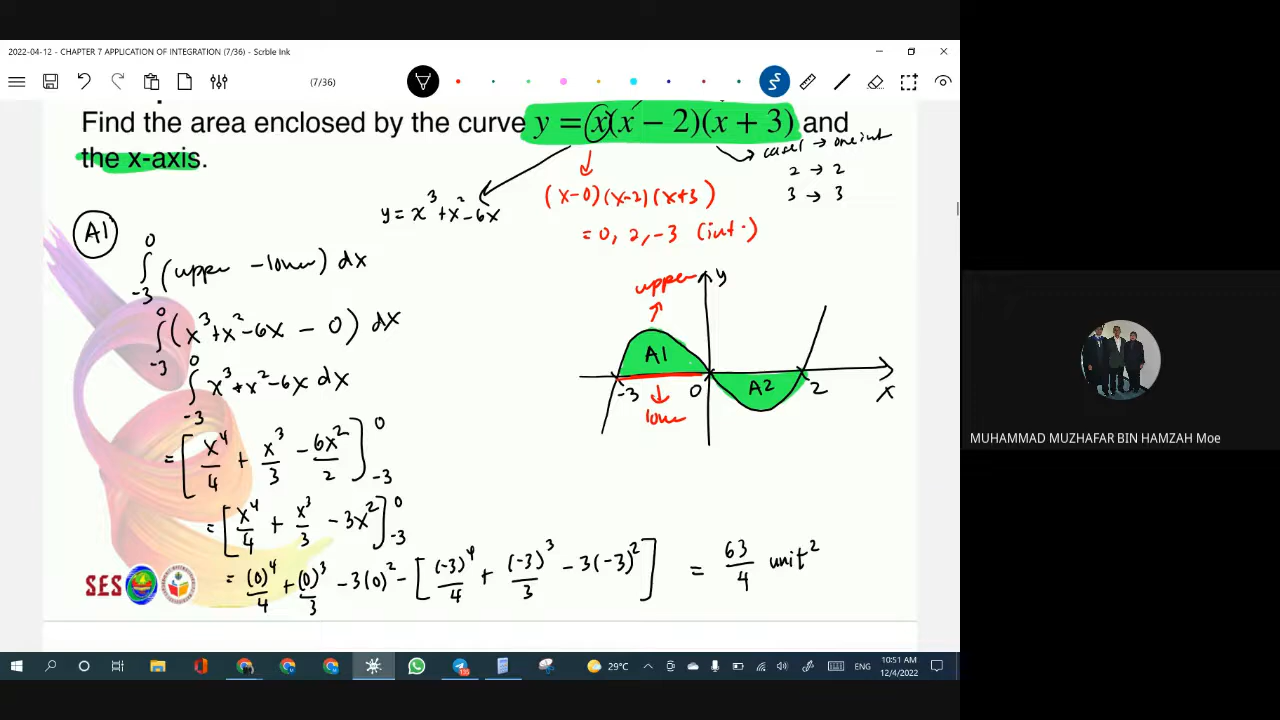 2022-04-12 - CHAPTER 7 APPLICATION OF INTEGRATION (7/36) - Scrble Ink
(7/36)
Find the area enclosed by the curve y = x(x − 2)(x + 3) and
the x-axis.
case 1 → one int
2 → 2
3 → 3
(x-0)(x-2)(x+3)
y = x³+x²-6x
= 0, 2, -3 (int.)
A1
∫₋₃⁰ (upper - lower) dx
∫₋₃⁰ (x³+x²-6x - 0) dx
∫₋₃⁰ x³+x²-6x dx
= [x⁴/4 + x³/3 - 6x²/2]₋₃⁰
= [x⁴/4 + x³/3 - 3x²]₋₃⁰
= (0)⁴/4 + (0)³/3 - 3(0)² - [(-3)⁴/4 + (-3)³/3 - 3(-3)²] = 63/4 unit²
upper
y
A1
-3
0
A2
2
x
lower
SES
MUHAMMAD MUZHAFAR BIN HAMZAH Moe
29°C
10:51 AM
12/4/2022